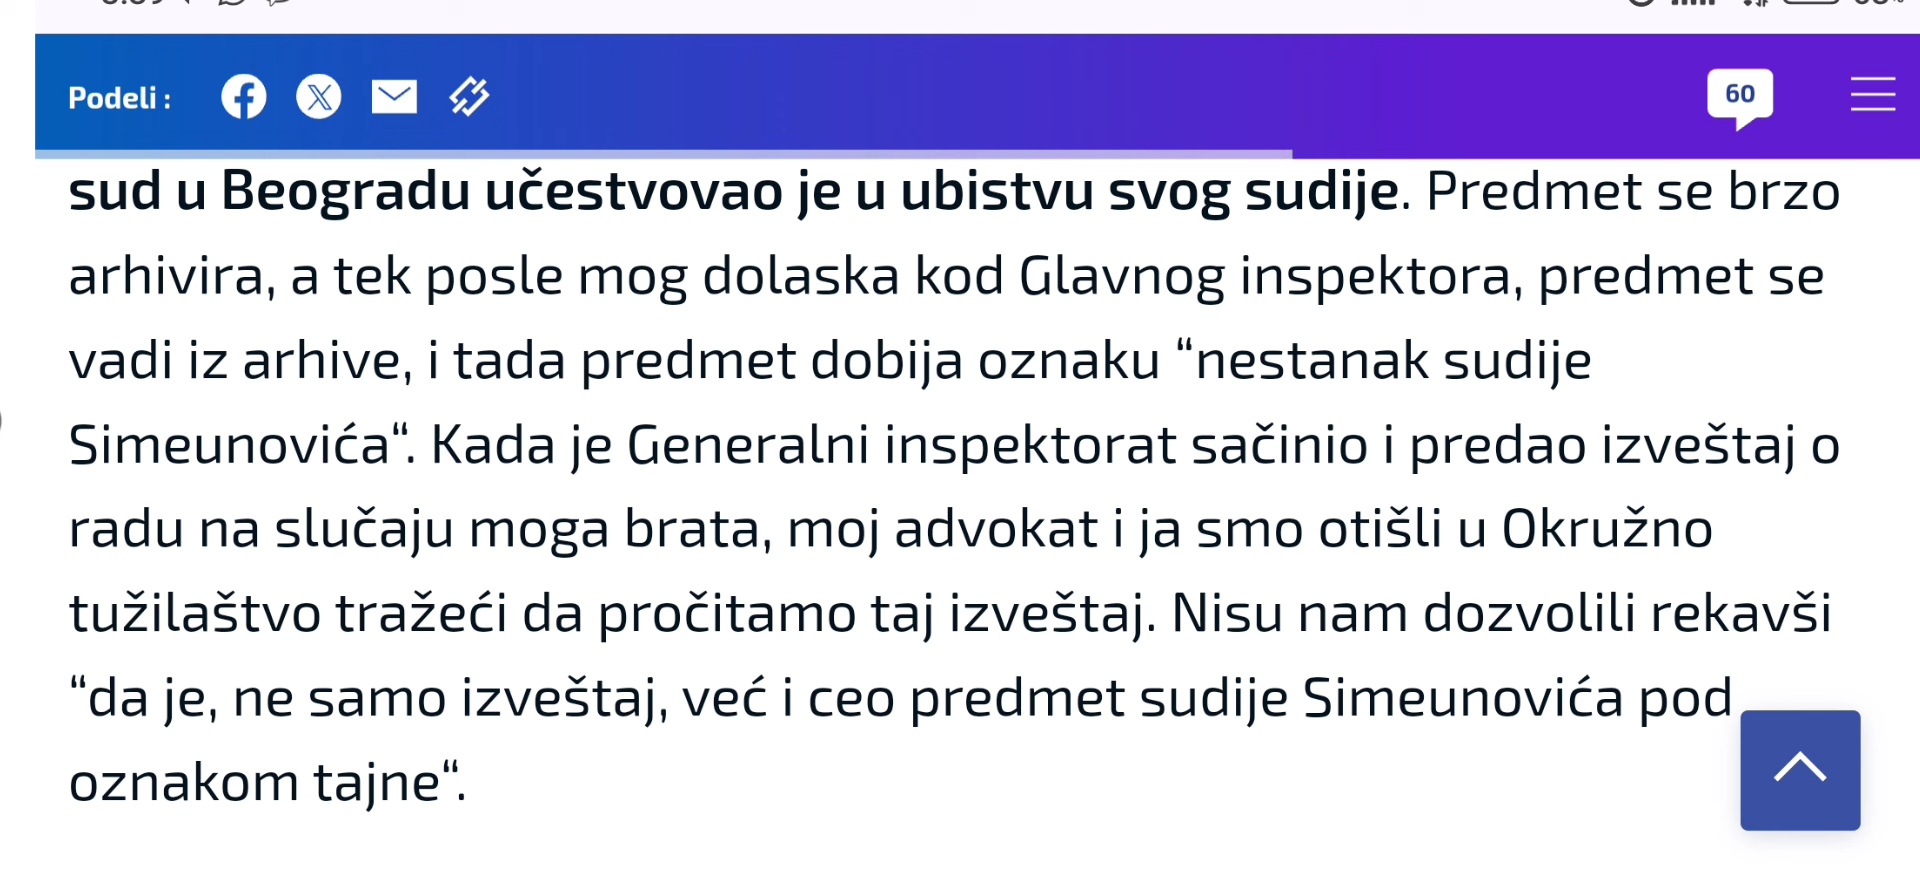 Podeli :
60
sud u Beogradu učestvovao je u ubistvu svog sudije. Predmet se brzo
arhivira, a tek posle mog dolaska kod Glavnog inspektora, predmet se
vadi iz arhive, i tada predmet dobija oznaku “nestanak sudije
Simeunovića“. Kada je Generalni inspektorat sačinio i predao izveštaj o
radu na slučaju moga brata, moj advokat i ja smo otišli u Okružno
tužilaštvo tražeći da pročitamo taj izveštaj. Nisu nam dozvolili rekavši
“da je, ne samo izveštaj, već i ceo predmet sudije Simeunovića pod
oznakom tajne“.